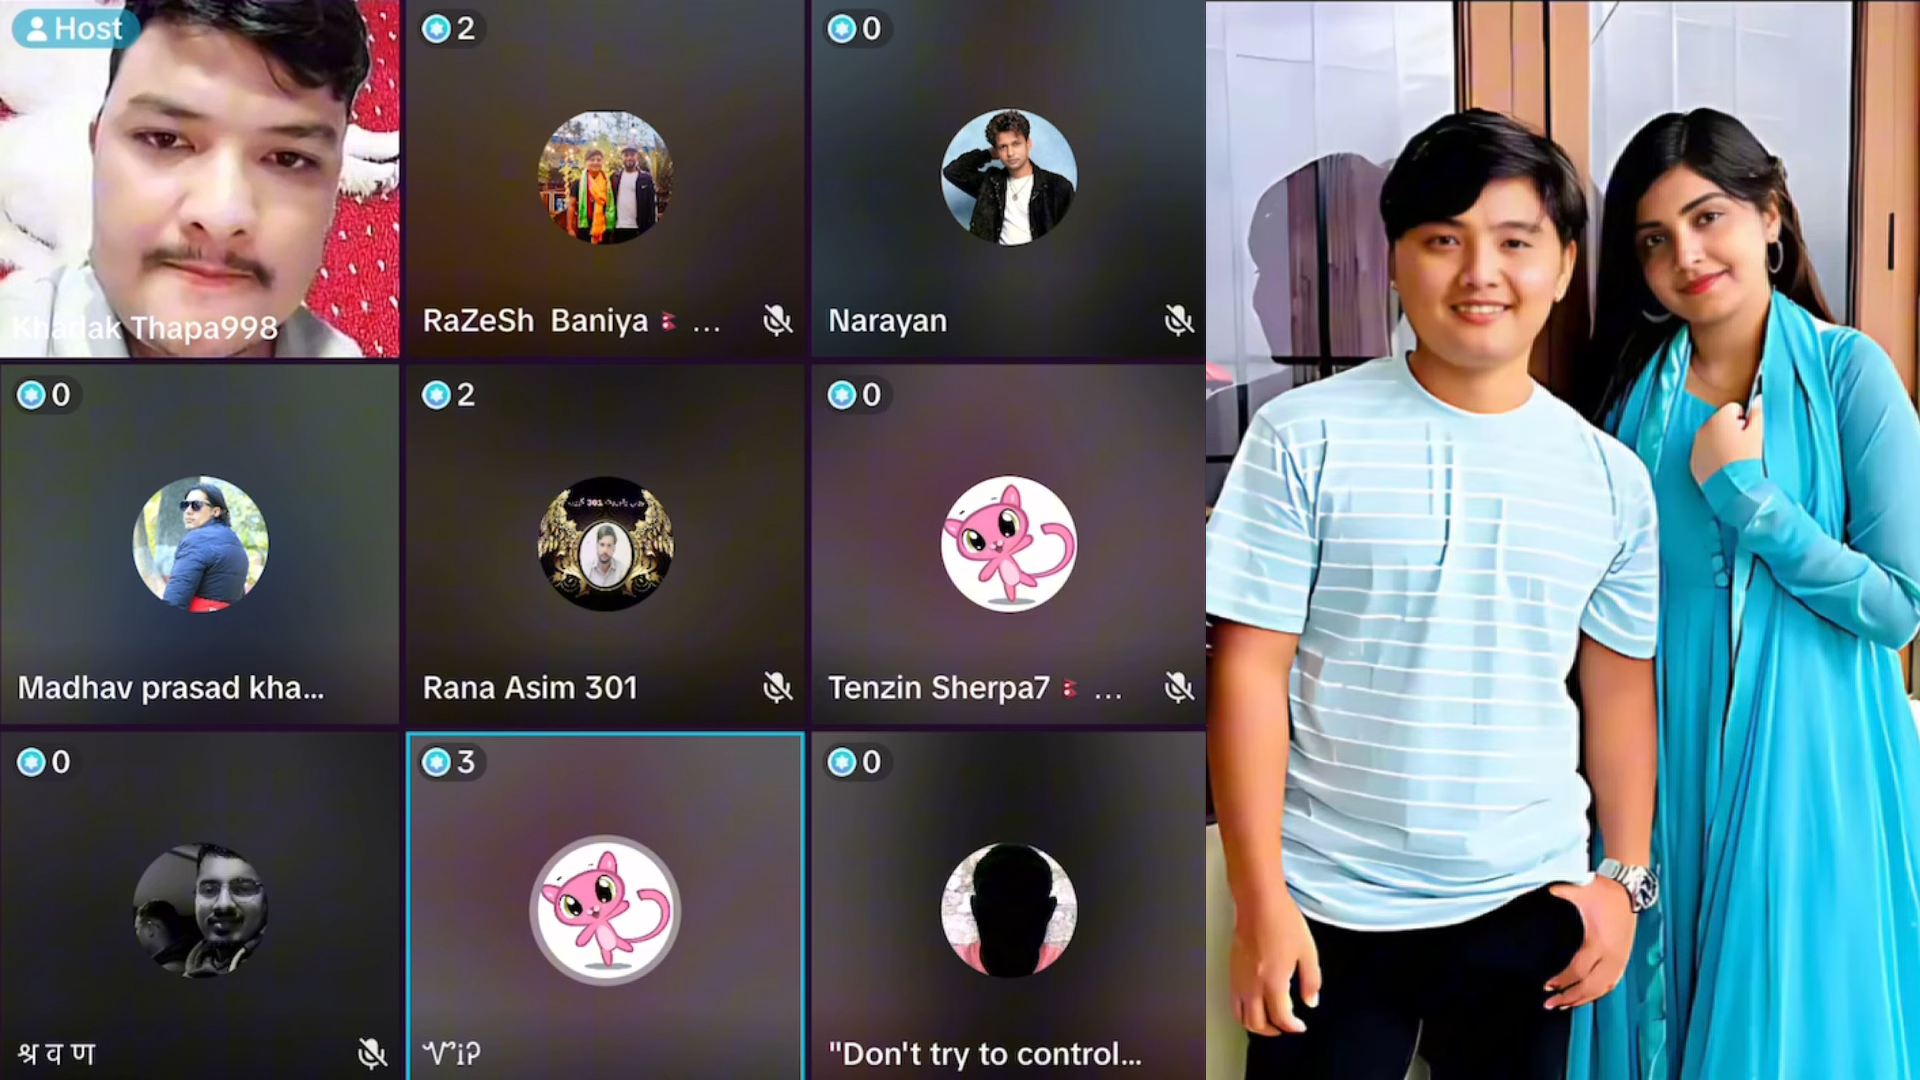 Host
Khadak Thapa998
2
RaZeSh Baniya 🇳🇵 ...
0
Narayan
0
Madhav prasad kha...
2
Rana Asim 301
0
Tenzin Sherpa7 🇳🇵 ...
0
श्र व ण
3
0
"Don't try to control...